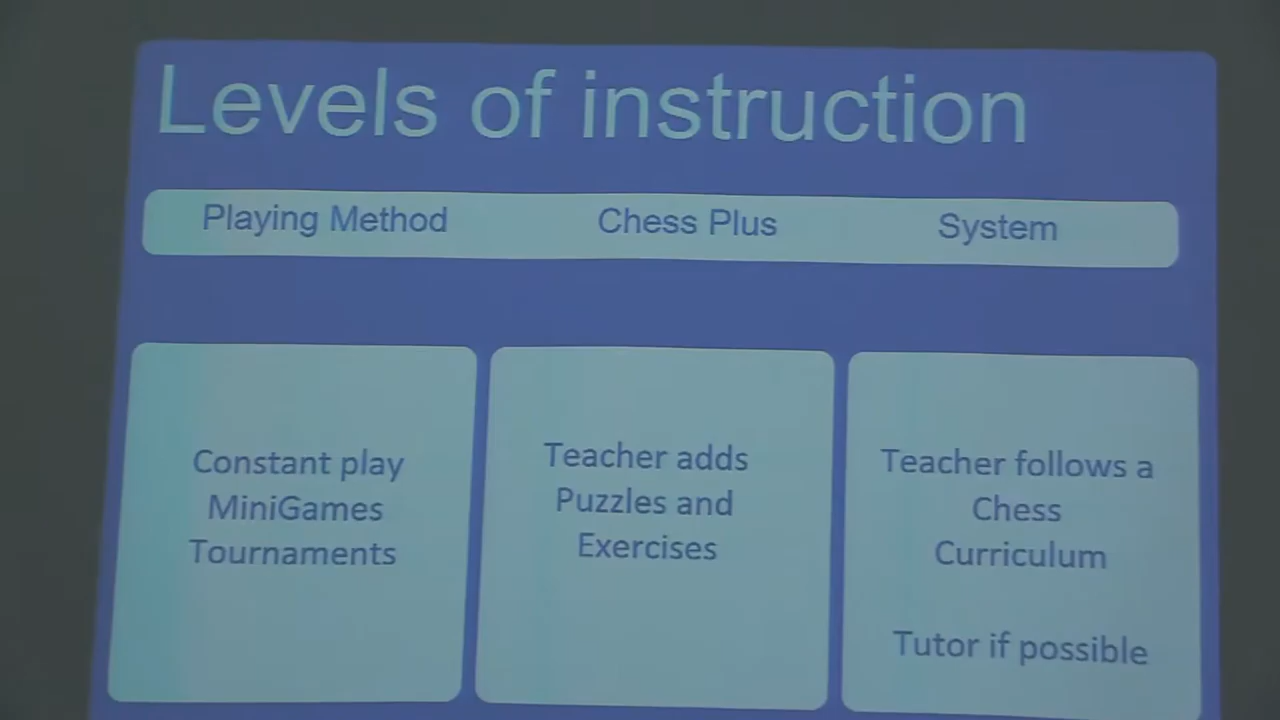 Levels of instruction
Playing Method Chess Plus System
Constant play
MiniGames
Tournaments
Teacher adds
Puzzles and
Exercises
Teacher follows a
Chess
Curriculum
Tutor if possible